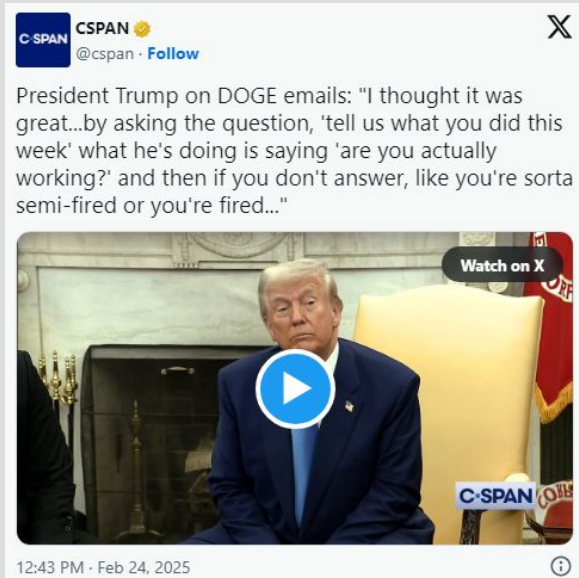 C-SPAN
CSPAN
@cspan · Follow
President Trump on DOGE emails: "I thought it was
great...by asking the question, 'tell us what you did this
week' what he's doing is saying 'are you actually
working?' and then if you don't answer, like you're sorta
semi-fired or you're fired..."
Watch on X
C-SPAN
12:43 PM · Feb 24, 2025